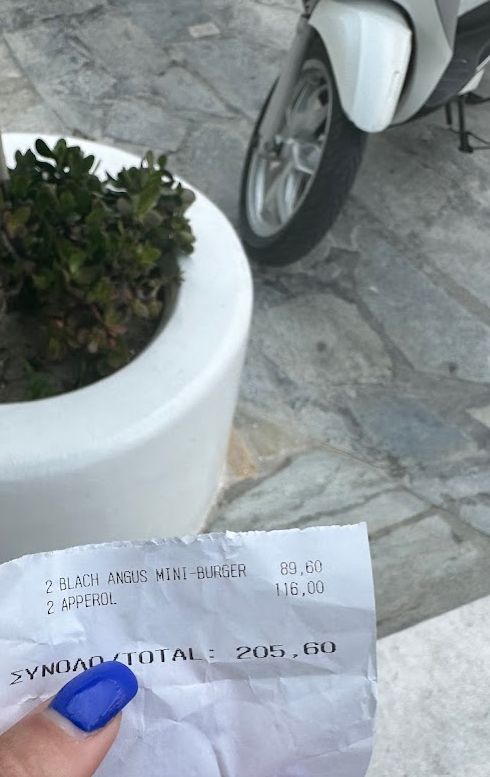 2 BLACH ANGUS MINI-BURGER 89,60
2 APPEROL 116,00
ΣΥΝΟΛΟ/TOTAL: 205,60